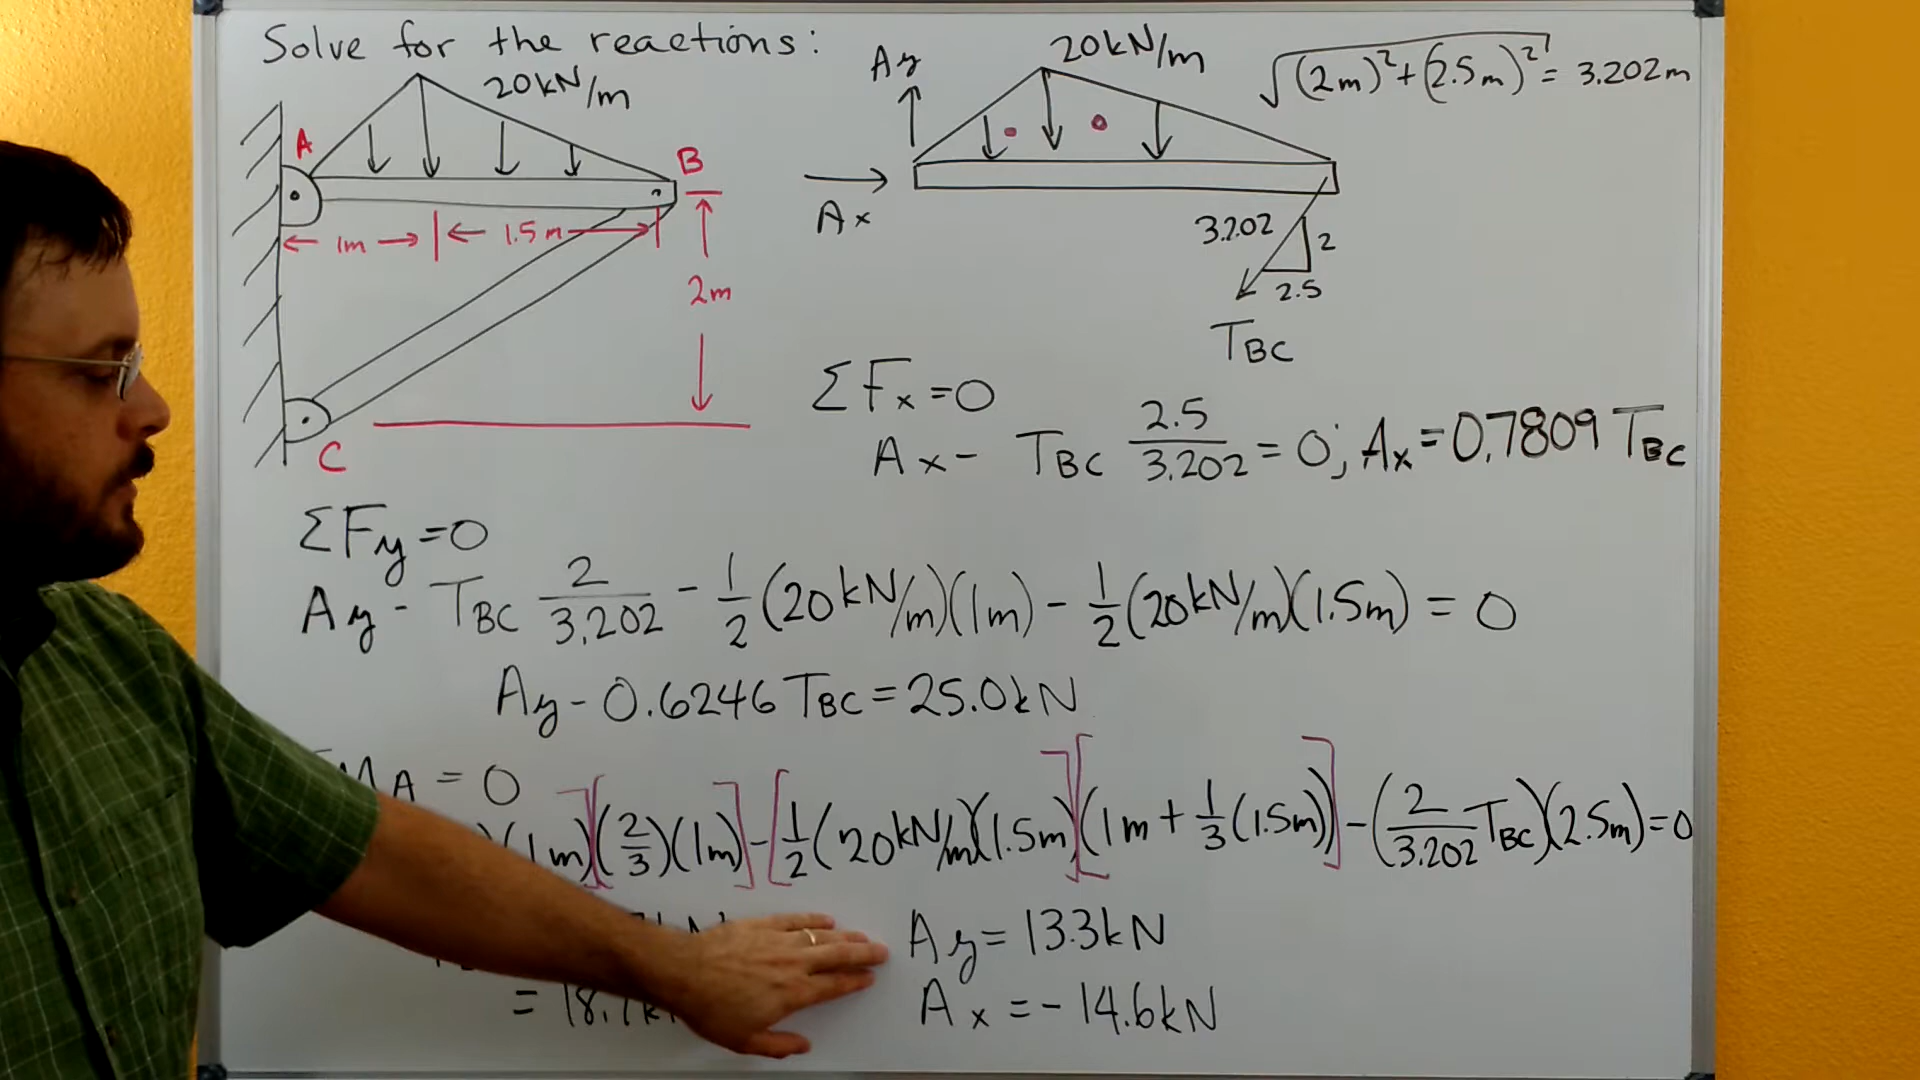 Solve for the reactions:
20kN/m
A
B
1m
1.5m
2m
C
Ay
20kN/m
√(2m)²+(2.5m)² = 3.202m
Ax
3.202
2
2.5
TBC
ΣFx=0
Ax - TBC 2.5/3.202 = 0; Ax = 0.7809 TBC
ΣFy=0
Ay - TBC 2/3.202 - 1/2(20kN/m)(1m) - 1/2(20kN/m)(1.5m) = 0
Ay - 0.6246 TBC = 25.0kN
MA = 0
)(1m)][(2/3)(1m)] - [1/2(20kN/m)(1.5m)][(1m + 1/3(1.5m))] - (2/3.202 TBC)(2.5m)=0
Ay = 13.3kN
= 18.7k
Ax = -14.6kN